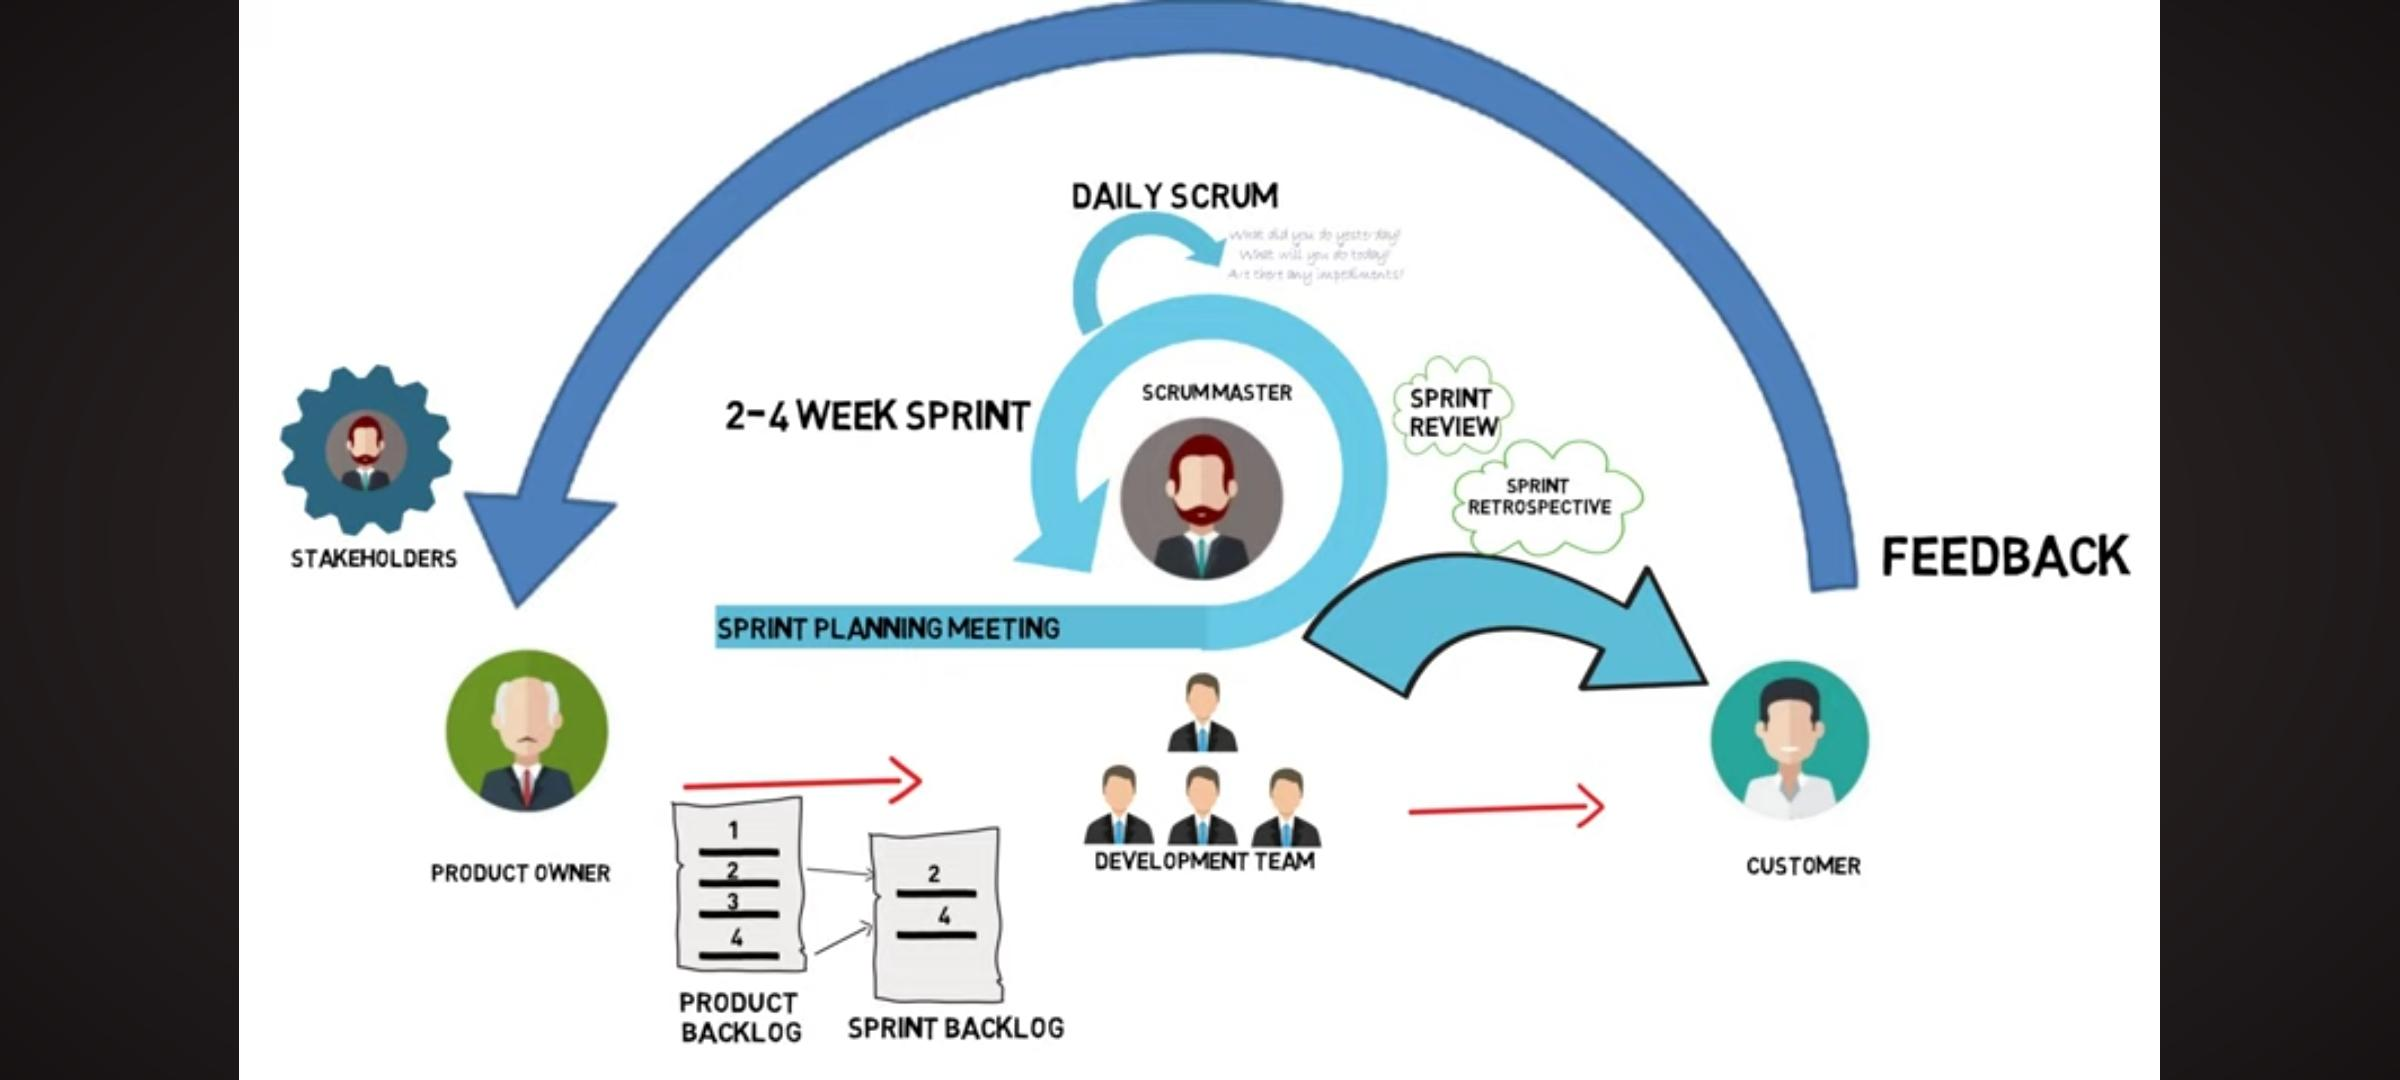 DAILY SCRUM
What did you do yesterday?
What will you do today?
Are there any impediments?
SCRUM MASTER
2-4 WEEK SPRINT
SPRINT
REVIEW
SPRINT
RETROSPECTIVE
STAKEHOLDERS
FEEDBACK
SPRINT PLANNING MEETING
PRODUCT OWNER
1
2
3
4
PRODUCT
BACKLOG
2
4
SPRINT BACKLOG
DEVELOPMENT TEAM
CUSTOMER